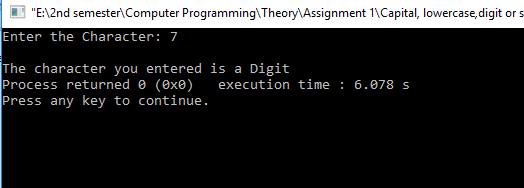 "E:\2nd semester\Computer Programming\Theory\Assignment 1\Capital, lowercase,digit or s
Enter the Character: 7
The character you entered is a Digit
Process returned 0 (0x0)   execution time : 6.078 s
Press any key to continue.